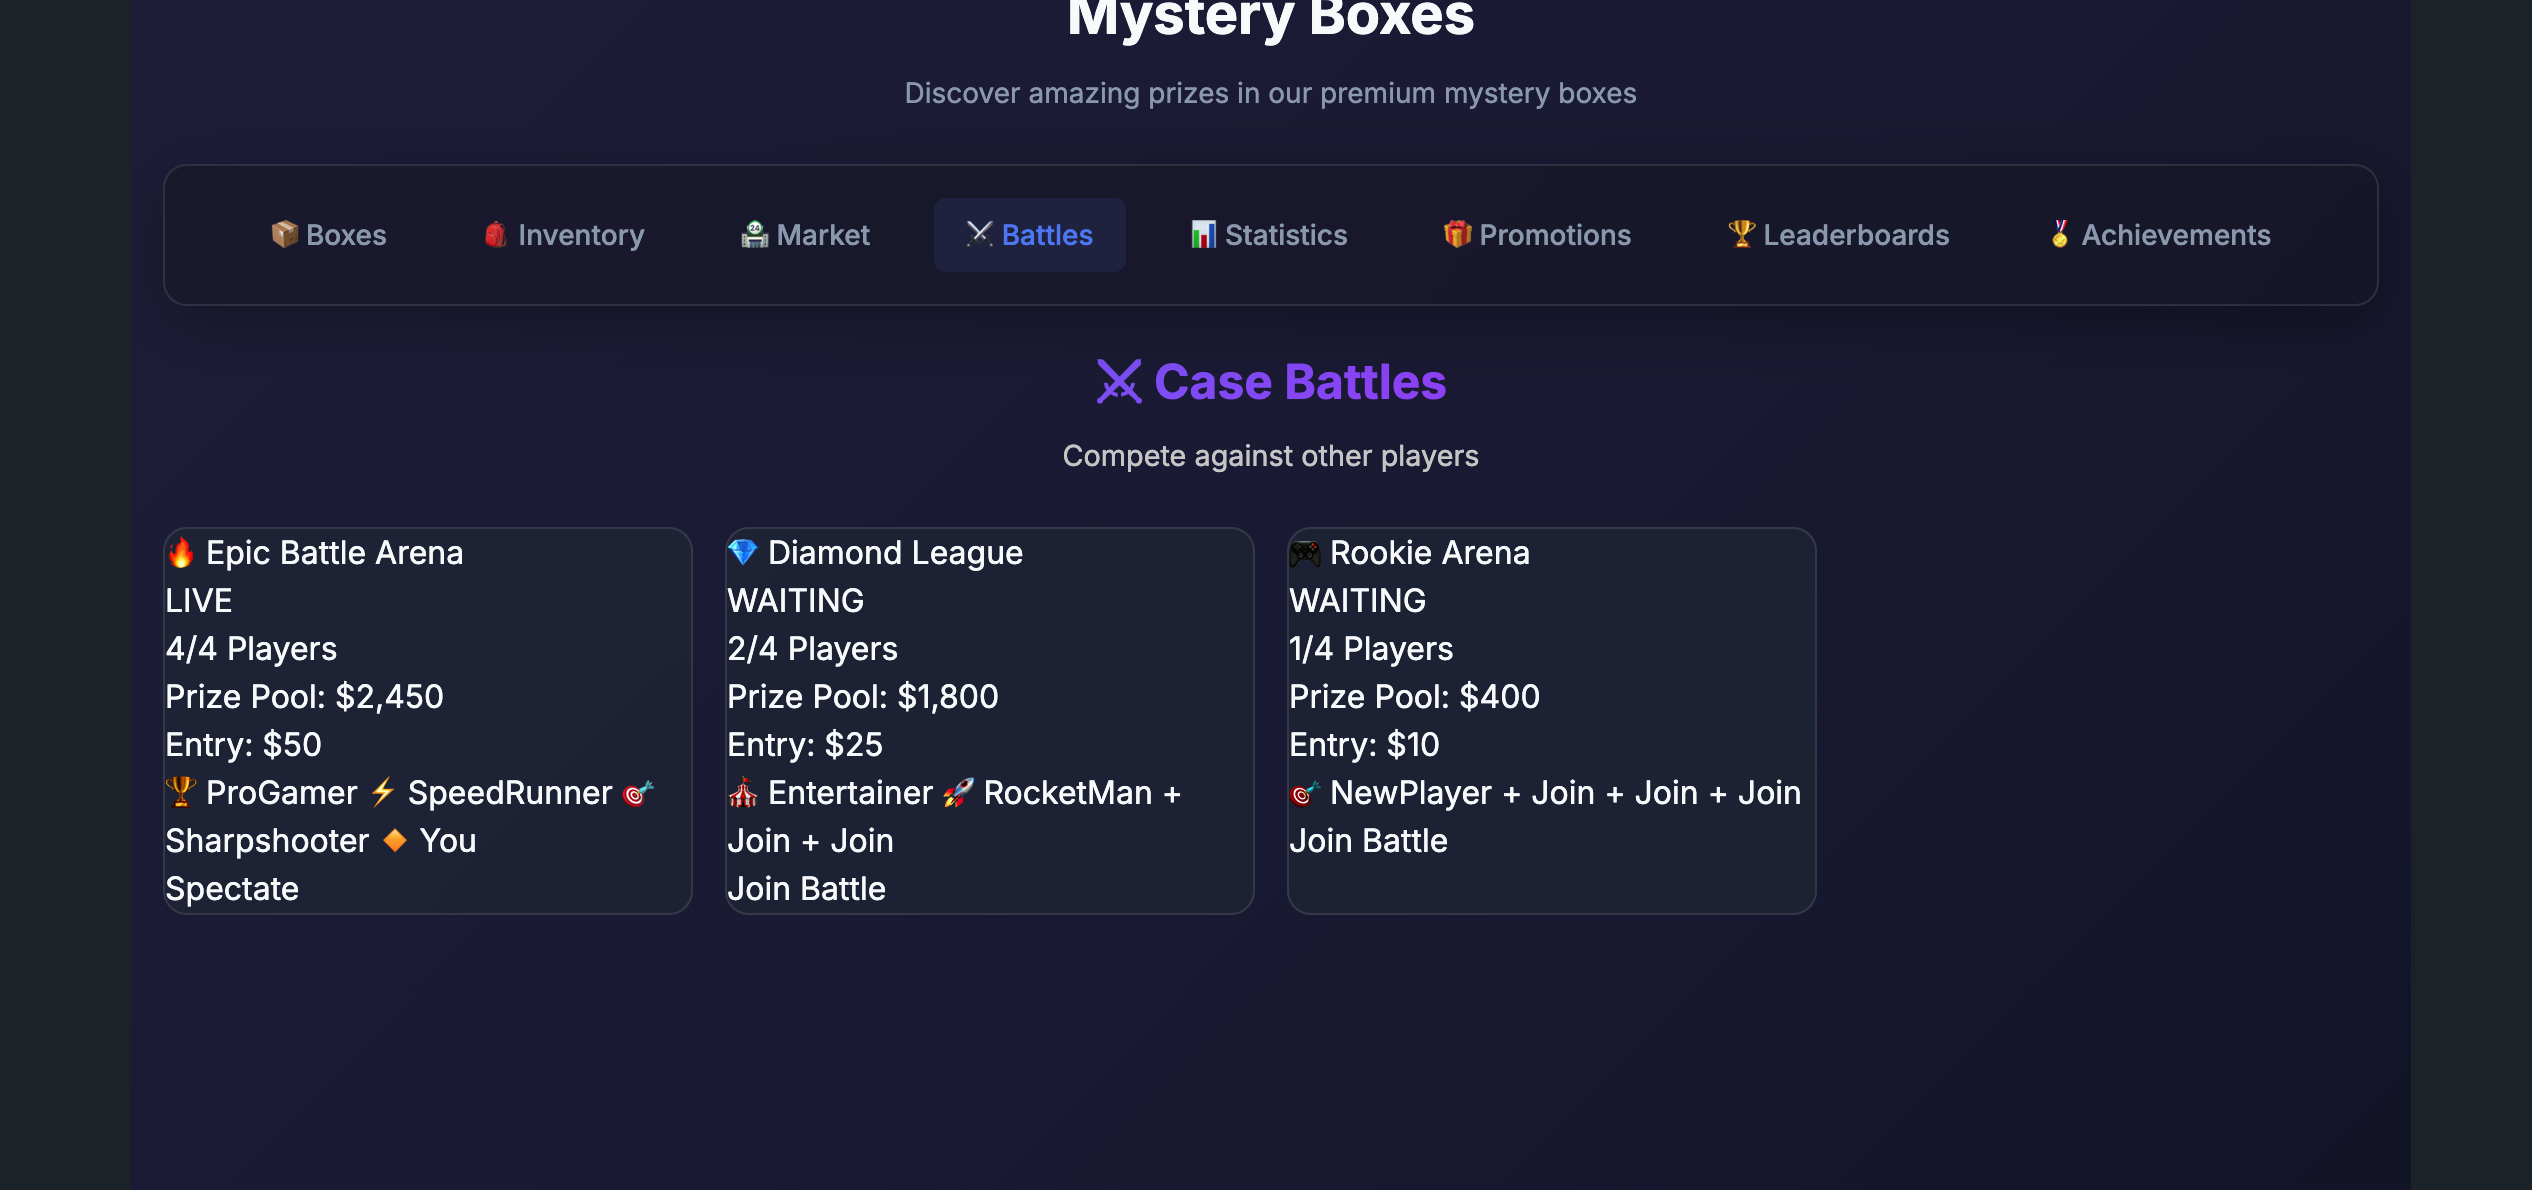 Mystery Boxes
Discover amazing prizes in our premium mystery boxes
📦 Boxes
🎒 Inventory
🏪 Market
⚔️ Battles
📊 Statistics
🎁 Promotions
🏆 Leaderboards
🏅 Achievements
⚔ Case Battles
Compete against other players
🔥 Epic Battle Arena
LIVE
4/4 Players
Prize Pool: $2,450
Entry: $50
🏆 ProGamer ⚡ SpeedRunner 🎯
Sharpshooter 🔸 You
Spectate
💎 Diamond League
WAITING
2/4 Players
Prize Pool: $1,800
Entry: $25
🎪 Entertainer 🚀 RocketMan +
Join + Join
Join Battle
🎮 Rookie Arena
WAITING
1/4 Players
Prize Pool: $400
Entry: $10
🎯 NewPlayer + Join + Join + Join
Join Battle